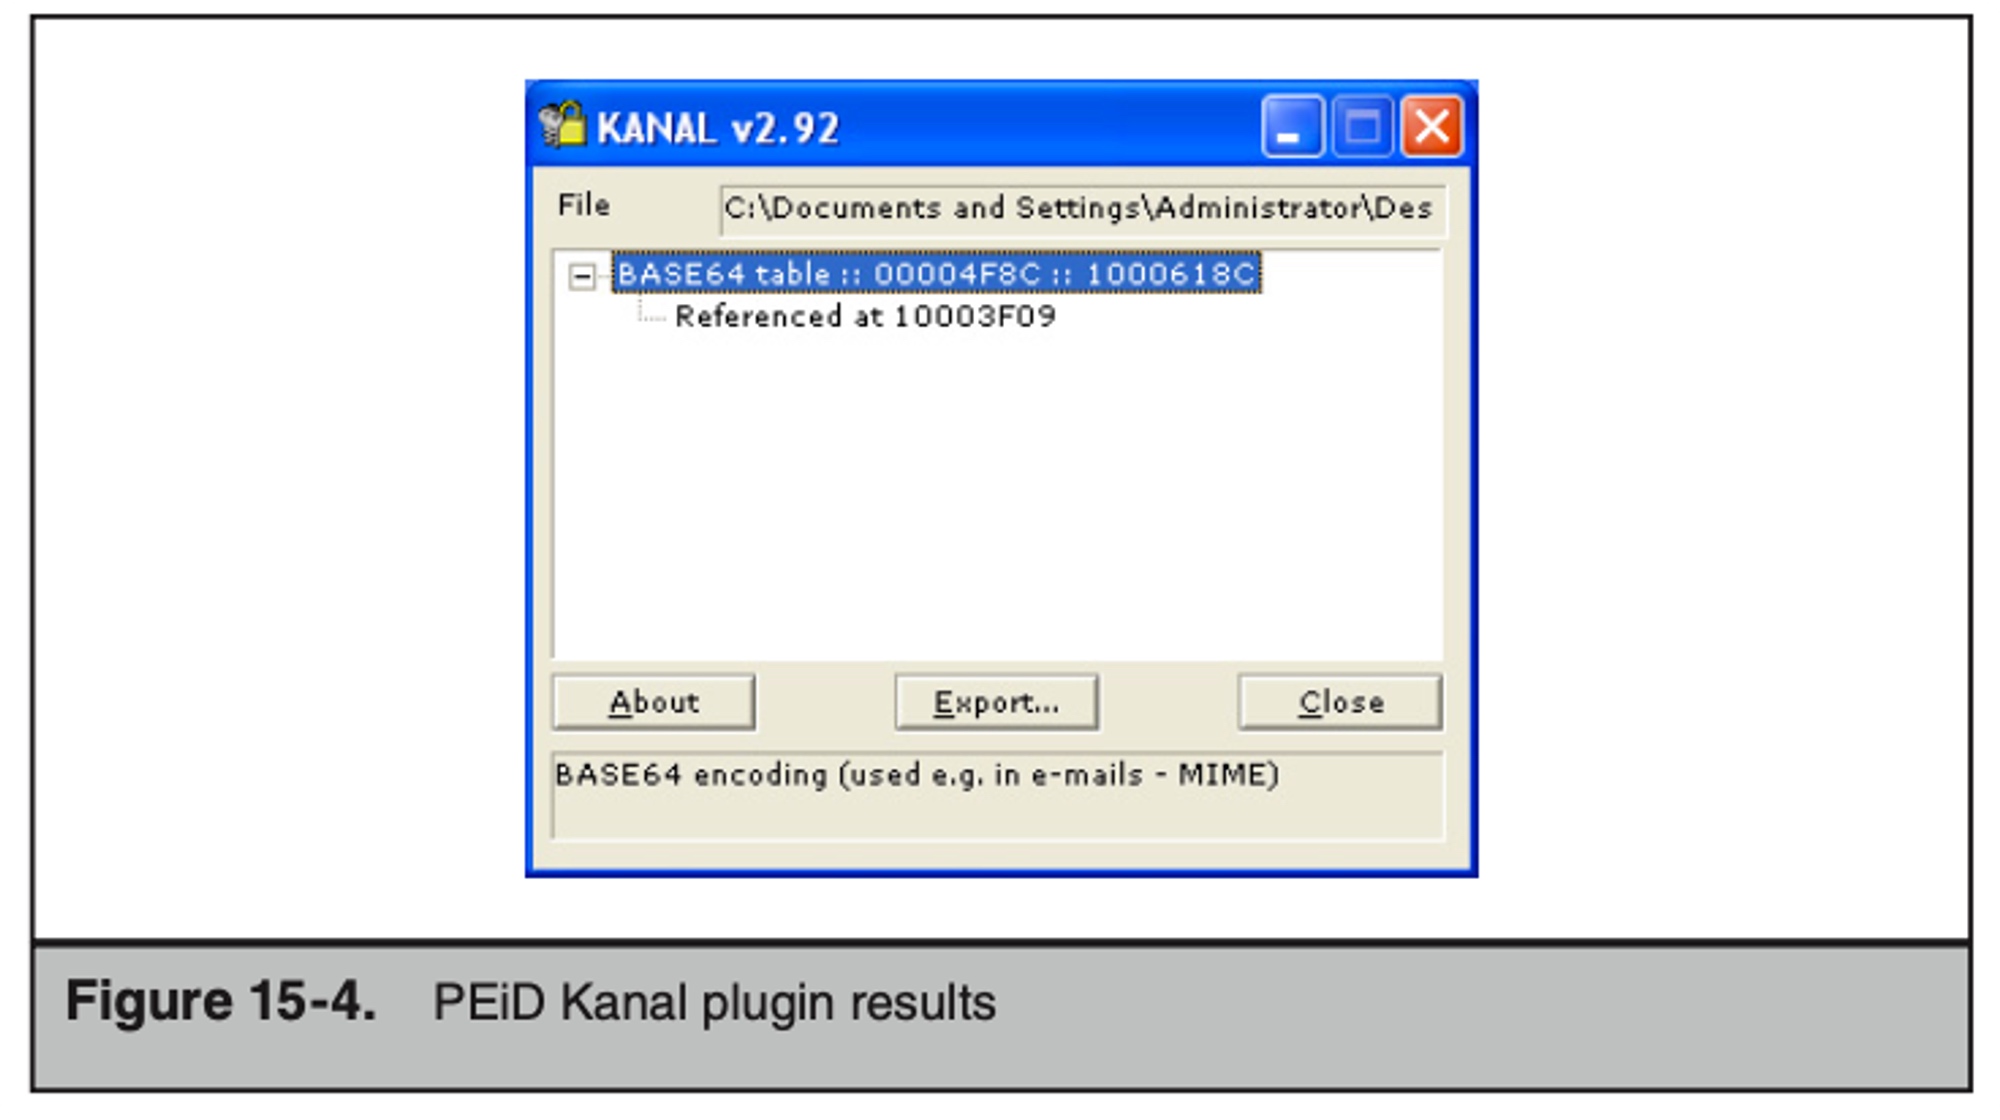 KANAL v2.92
File C:\Documents and Settings\Administrator\Des
BASE64 table :: 00004F8C :: 1000618C
Referenced at 10003F09
About Export... Close
BASE64 encoding (used e.g. in e-mails - MIME)
Figure 15-4. PEiD Kanal plugin results